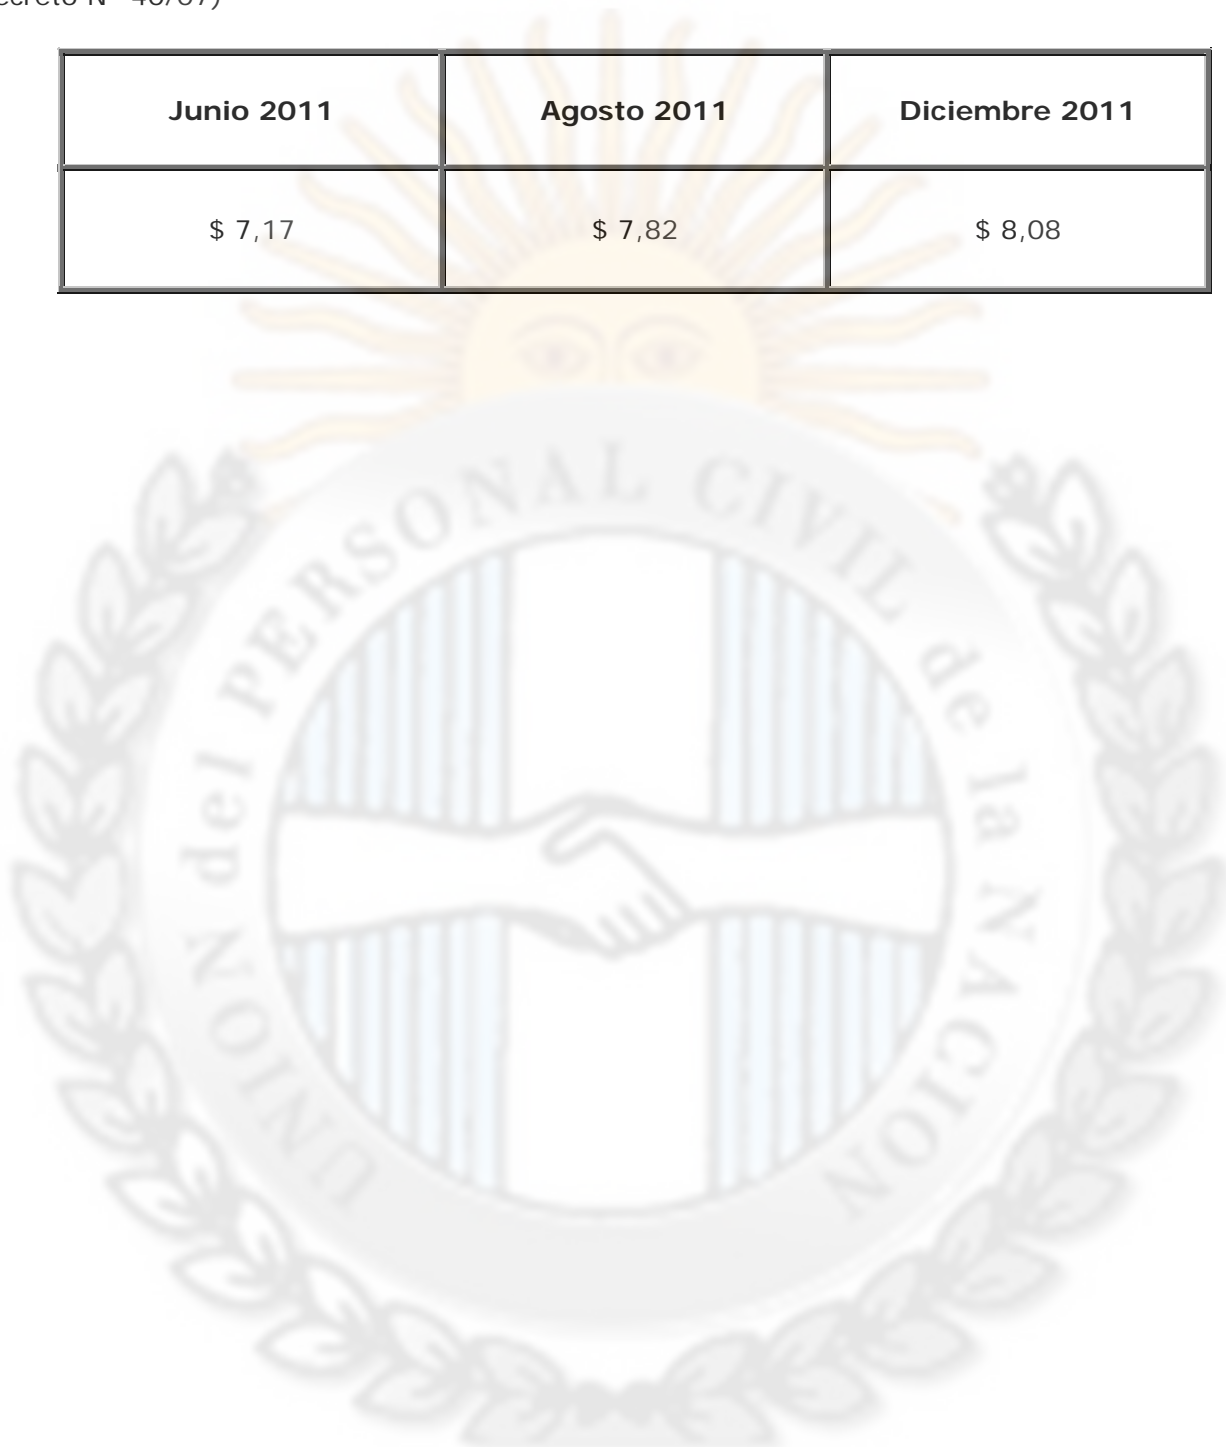 Junio 2011 Agosto 2011 Diciembre 2011
$ 7,17 $ 7,82 $ 8,08
UNION del PERSONAL CIVIL de la NACION